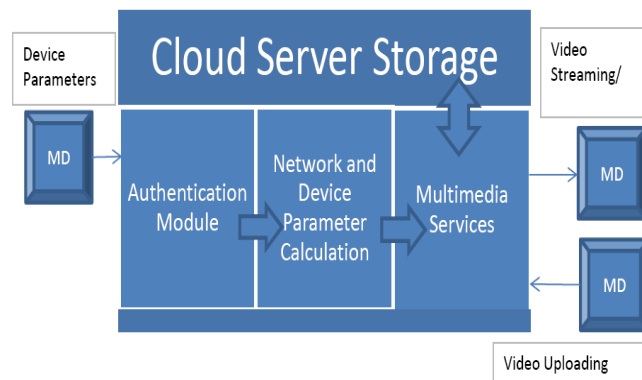 Cloud Server Storage
Device
Parameters
MD
Authentication
Module
Network and
Device
Parameter
Calculation
Multimedia
Services
Video
Streaming/
MD
MD
Video Uploading